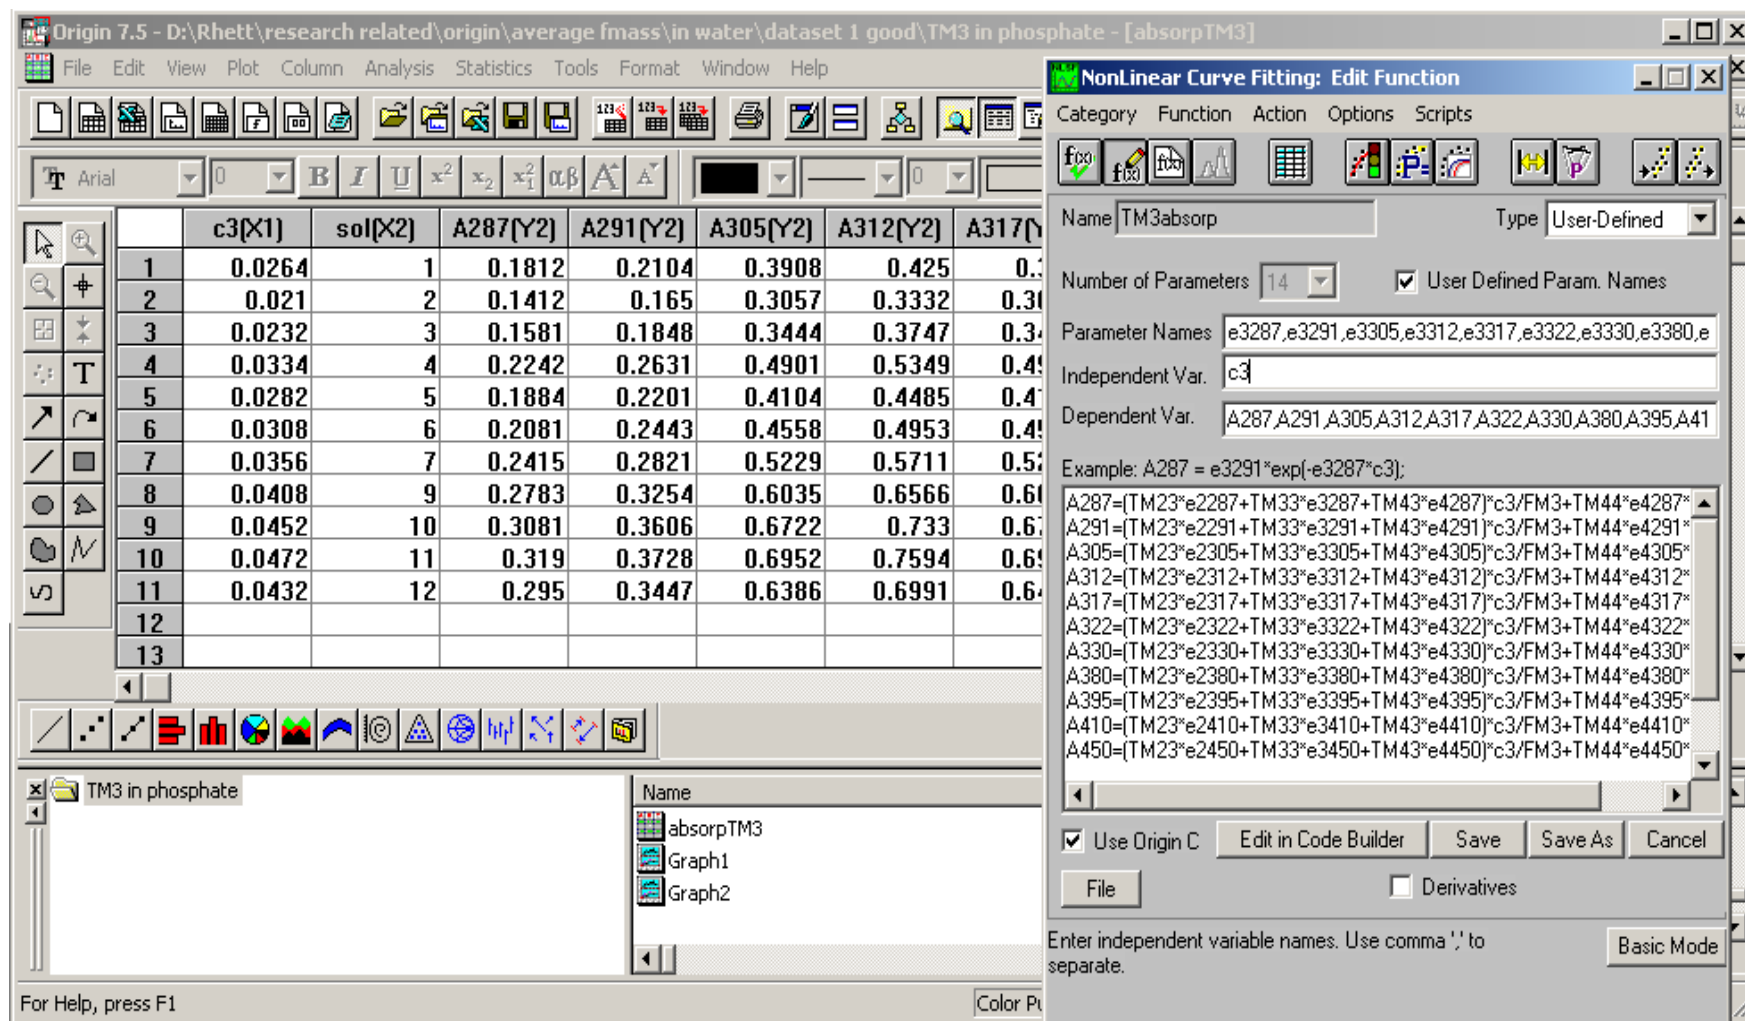 Origin 7.5 - D:\Rhett\research related\origin\average fmass\in water\dataset 1 good\TM3 in phosphate - [absorpTM3]
File Edit View Plot Column Analysis Statistics Tools Format Window Help
Arial 0 B I U x² x₂ αβ 0
c3(X1) sol(X2) A287(Y2) A291(Y2) A305(Y2) A312(Y2) A317(Y
1 0.0264 1 0.1812 0.2104 0.3908 0.425
2 0.021 2 0.1412 0.165 0.3057 0.3332
3 0.0232 3 0.1581 0.1848 0.3444 0.3747
4 0.0334 4 0.2242 0.2631 0.4901 0.5349
5 0.0282 5 0.1884 0.2201 0.4104 0.4485
6 0.0308 6 0.2081 0.2443 0.4558 0.4953
7 0.0356 7 0.2415 0.2821 0.5229 0.5711
8 0.0408 9 0.2783 0.3254 0.6035 0.6566
9 0.0452 10 0.3081 0.3606 0.6722 0.733
10 0.0472 11 0.319 0.3728 0.6952 0.7594
11 0.0432 12 0.295 0.3447 0.6386 0.6991
12
13
TM3 in phosphate
Name
absorpTM3
Graph1
Graph2
For Help, press F1
NonLinear Curve Fitting: Edit Function
Category Function Action Options Scripts
Name TM3absorp Type User-Defined
Number of Parameters 14 User Defined Param. Names
Parameter Names e3287,e3291,e3305,e3312,e3317,e3322,e3330,e3380,e
Independent Var. c3
Dependent Var. A287,A291,A305,A312,A317,A322,A330,A380,A395,A41
Example: A287 = e3291*exp(-e3287*c3);
A287=(TM23*e2287+TM33*e3287+TM43*e4287)*c3/FM3+TM44*e4287*
A291=(TM23*e2291+TM33*e3291+TM43*e4291)*c3/FM3+TM44*e4291*
A305=(TM23*e2305+TM33*e3305+TM43*e4305)*c3/FM3+TM44*e4305*
A312=(TM23*e2312+TM33*e3312+TM43*e4312)*c3/FM3+TM44*e4312*
A317=(TM23*e2317+TM33*e3317+TM43*e4317)*c3/FM3+TM44*e4317*
A322=(TM23*e2322+TM33*e3322+TM43*e4322)*c3/FM3+TM44*e4322*
A330=(TM23*e2330+TM33*e3330+TM43*e4330)*c3/FM3+TM44*e4330*
A380=(TM23*e2380+TM33*e3380+TM43*e4380)*c3/FM3+TM44*e4380*
A395=(TM23*e2395+TM33*e3395+TM43*e4395)*c3/FM3+TM44*e4395*
A410=(TM23*e2410+TM33*e3410+TM43*e4410)*c3/FM3+TM44*e4410*
A450=(TM23*e2450+TM33*e3450+TM43*e4450)*c3/FM3+TM44*e4450*
Use Origin C Edit in Code Builder Save Save As Cancel
File Derivatives
Enter independent variable names. Use comma ',' to
separate.
Basic Mode